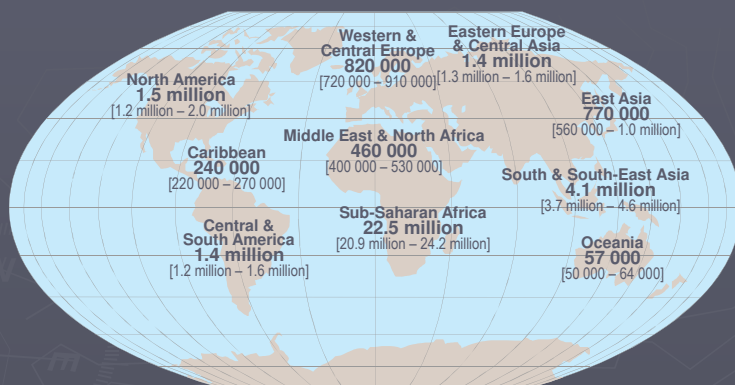 Western &
Central Europe
820 000
[720 000 – 910 000]
Eastern Europe
& Central Asia
1.4 million
[1.3 million – 1.6 million]
North America
1.5 million
[1.2 million – 2.0 million]
East Asia
770 000
[560 000 – 1.0 million]
Middle East & North Africa
460 000
[400 000 – 530 000]
Caribbean
240 000
[220 000 – 270 000]
South & South-East Asia
4.1 million
[3.7 million – 4.6 million]
Sub-Saharan Africa
22.5 million
[20.9 million – 24.2 million]
Central &
South America
1.4 million
[1.2 million – 1.6 million]
Oceania
57 000
[50 000 – 64 000]